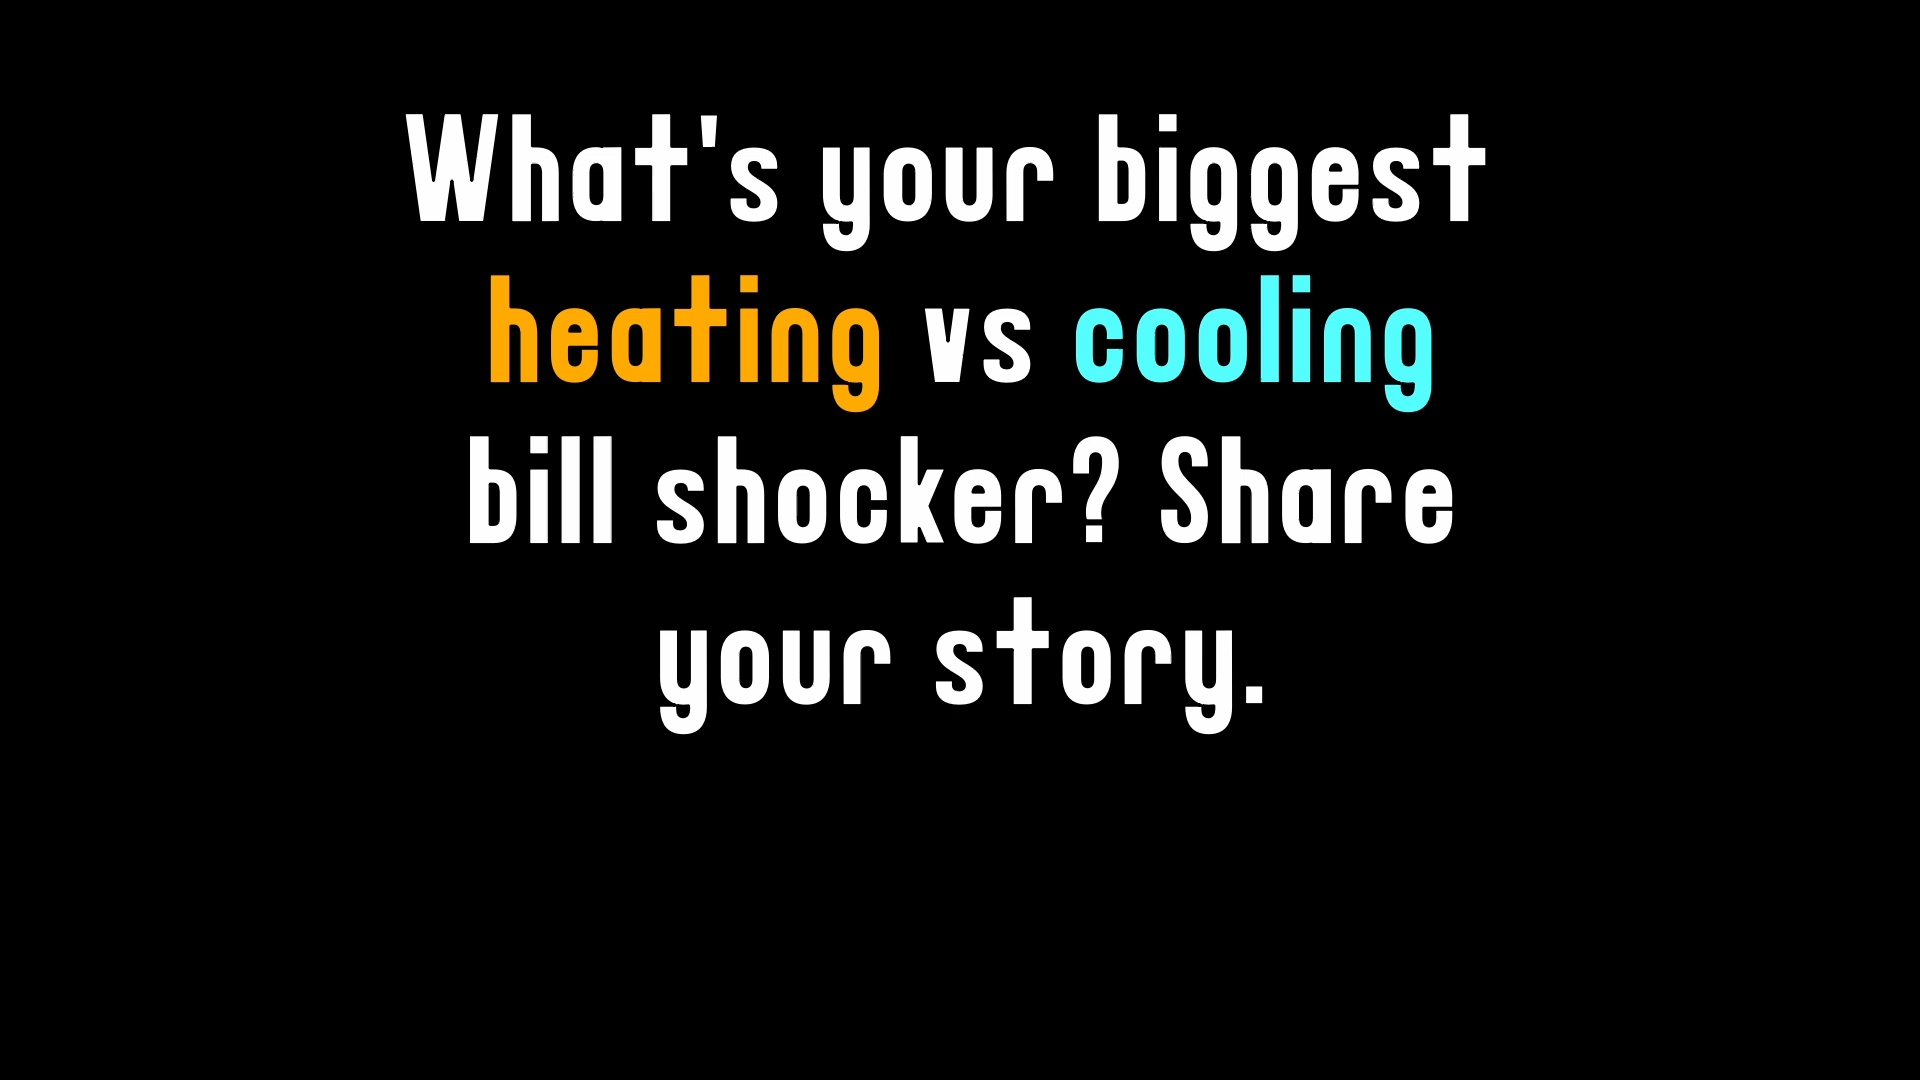 What's your biggest
heating vs cooling
bill shocker? Share
your story.